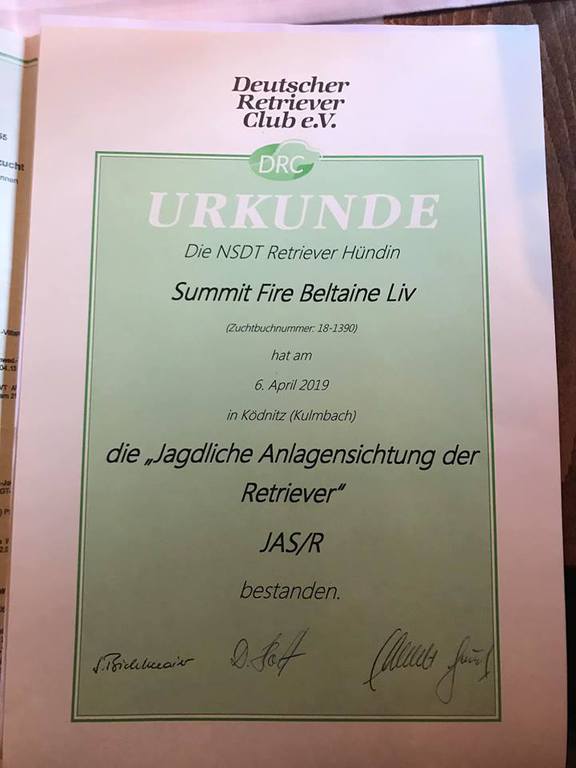 Deutscher
Retriever
Club e.V.
DRC
URKUNDE
Die NSDT Retriever Hündin
Summit Fire Beltaine Liv
(Zuchtbuchnummer: 18-1390)
hat am
6. April 2019
in Ködnitz (Kulmbach)
die „Jagdliche Anlagensichtung der
Retriever“
JAS/R
bestanden.